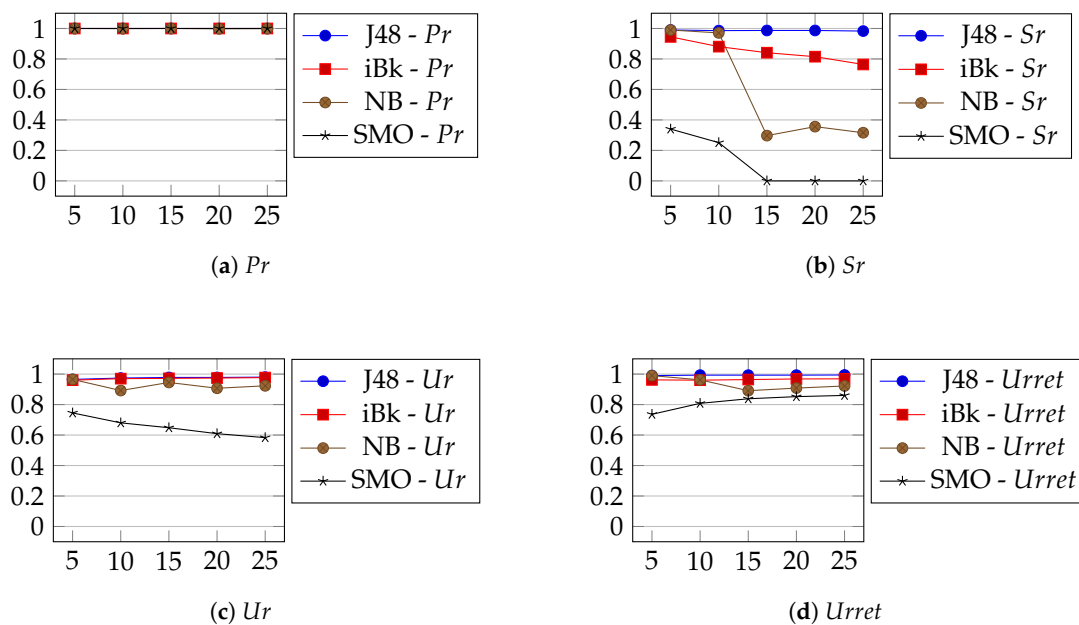 1
0.8
0.6
0.4
0.2
0
5 10 15 20 25
J48 - Pr
iBk - Pr
NB - Pr
SMO - Pr
(a) Pr
1
0.8
0.6
0.4
0.2
0
5 10 15 20 25
J48 - Sr
iBk - Sr
NB - Sr
SMO - Sr
(b) Sr
1
0.8
0.6
0.4
0.2
0
5 10 15 20 25
J48 - Ur
iBk - Ur
NB - Ur
SMO - Ur
(c) Ur
1
0.8
0.6
0.4
0.2
0
5 10 15 20 25
J48 - Urret
iBk - Urret
NB - Urret
SMO - Urret
(d) Urret